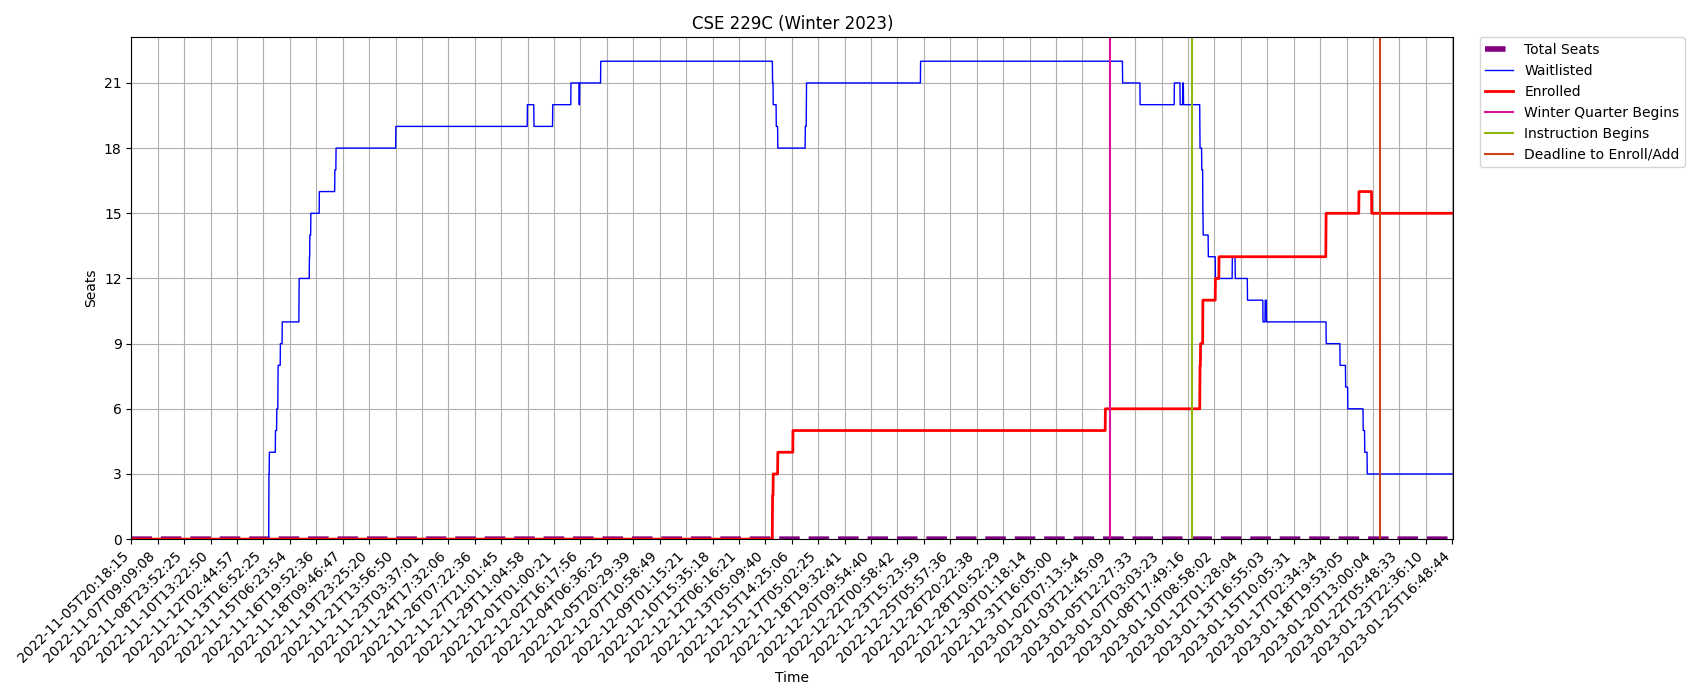 CSE 229C (Winter 2023)
Total Seats
Waitlisted
Enrolled
Winter Quarter Begins
Instruction Begins
Deadline to Enroll/Add
Seats
21
18
15
12
9
6
3
0
2022-11-05T20:18:15
2022-11-07T09:09:08
2022-11-08T23:52:25
2022-11-10T13:22:50
2022-11-12T02:44:57
2022-11-13T16:52:25
2022-11-15T06:23:54
2022-11-16T19:52:36
2022-11-18T09:46:47
2022-11-19T23:25:20
2022-11-21T13:56:50
2022-11-23T03:37:01
2022-11-24T17:32:06
2022-11-26T07:22:36
2022-11-27T21:01:45
2022-11-29T11:04:58
2022-12-01T01:00:21
2022-12-02T16:17:56
2022-12-04T06:36:25
2022-12-05T20:29:39
2022-12-07T10:58:49
2022-12-09T01:15:21
2022-12-10T15:35:18
2022-12-12T06:16:21
2022-12-13T05:09:40
2022-12-15T14:25:06
2022-12-17T05:02:25
2022-12-18T19:32:41
2022-12-20T09:54:40
2022-12-22T00:58:42
2022-12-23T15:23:59
2022-12-25T05:57:36
2022-12-26T20:22:38
2022-12-28T10:52:29
2022-12-30T01:18:14
2022-12-31T16:05:00
2023-01-02T07:13:54
2023-01-03T21:45:09
2023-01-05T12:27:33
2023-01-07T03:03:23
2023-01-08T17:49:16
2023-01-10T08:58:02
2023-01-12T01:28:04
2023-01-13T16:55:03
2023-01-15T10:05:31
2023-01-17T02:34:34
2023-01-18T19:53:05
2023-01-20T13:00:04
2023-01-22T05:48:33
2023-01-23T22:36:10
2023-01-25T16:48:44
Time